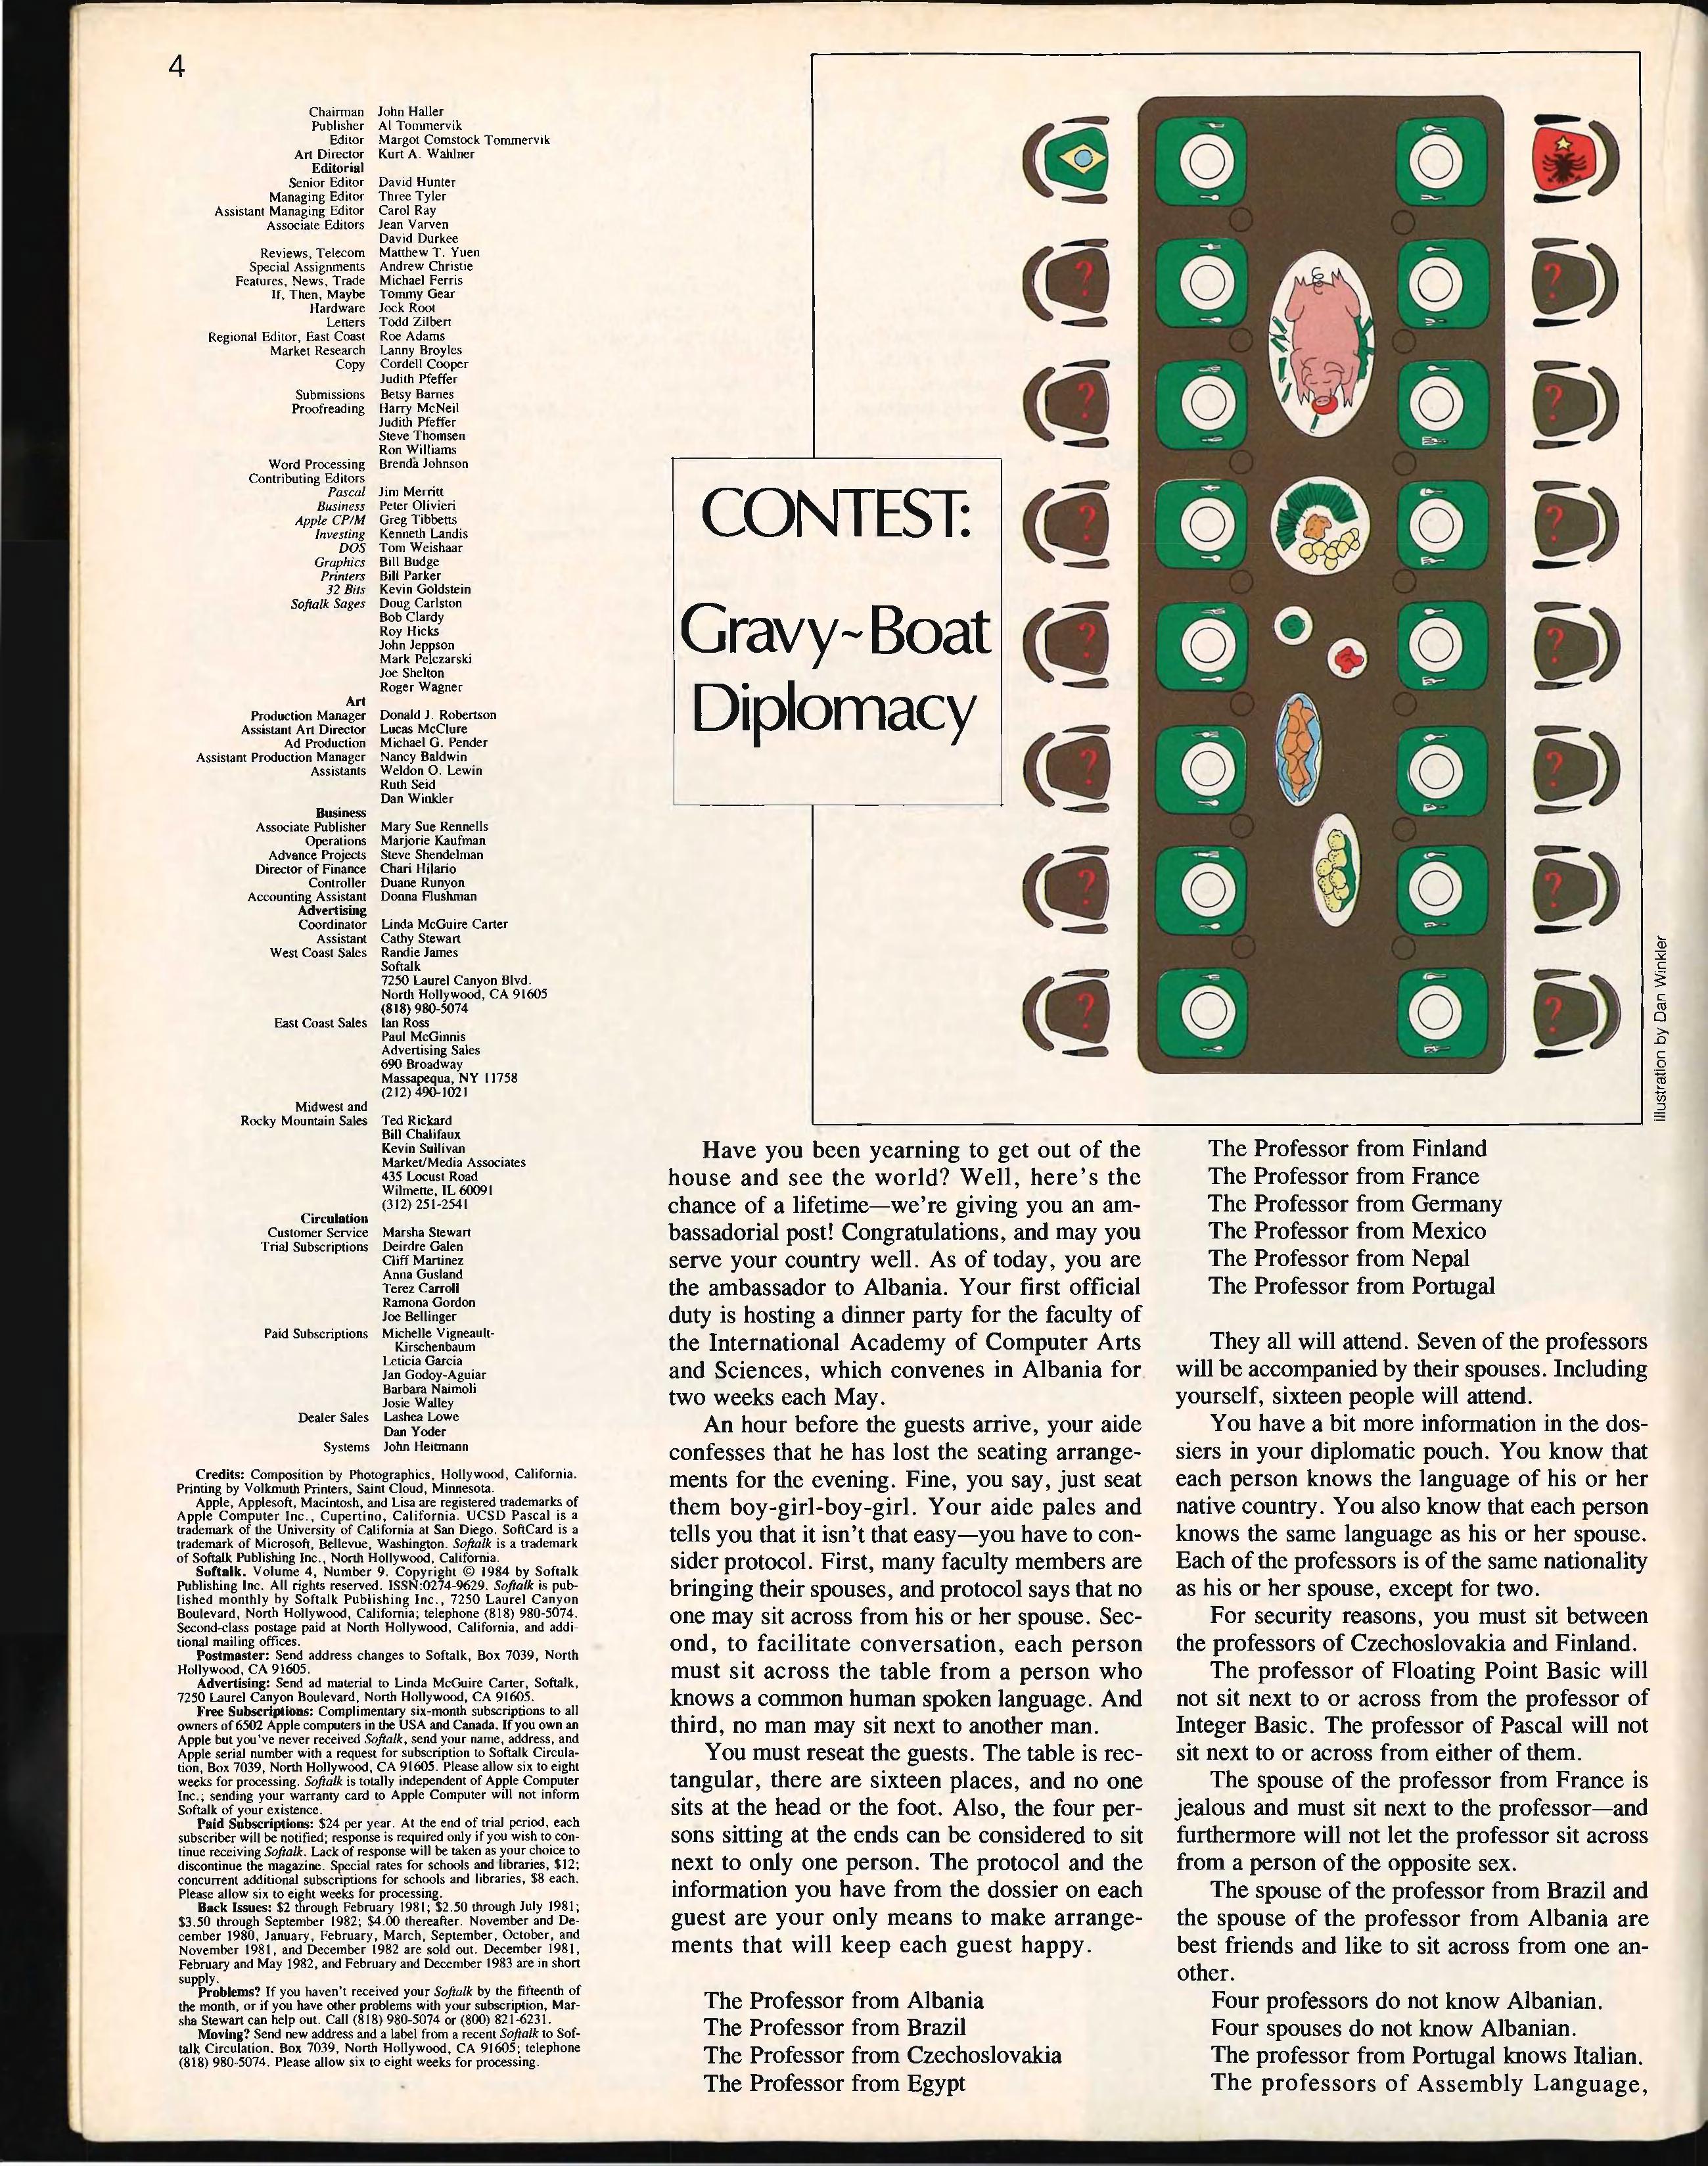 4
Chairman John Haller
Publisher Al Tommervik
Editor Margot Comstock Tommervik
Art Director Kurt A. Wahlner
Editorial
Senior Editor David Hunter
Managing Editor Three Tyler
Assistant Managing Editor Carol Ray
Associate Editors Jean Varven
David Durkee
Reviews, Telecom Matthew T. Yuen
Special Assignments Andrew Christie
Features, News, Trade Michael Ferris
If, Then, Maybe Tommy Gear
Hardware Jock Root
Letters Todd Zilbert
Regional Editor, East Coast Roe Adams
Market Research Lanny Broyles
Copy Cordell Cooper
Judith Pfeffer
Submissions Betsy Barnes
Proofreading Harry McNeil
Judith Pfeffer
Steve Thomsen
Ron Williams
Word Processing Brenda Johnson
Contributing Editors
Pascal Jim Merritt
Business Peter Olivieri
Apple CP/M Greg Tibbetts
Investing Kenneth Landis
DOS Tom Weishaar
Graphics Bill Budge
Printers Bill Parker
32 Bits Kevin Goldstein
Softalk Sages Doug Carlston
Bob Clardy
Roy Hicks
John Jeppson
Mark Pelczarski
Joe Shelton
Roger Wagner
Art
Production Manager Donald J. Robertson
Assistant Art Director Lucas McClure
Ad Production Michael G. Pender
Assistant Production Manager Nancy Baldwin
Assistants Weldon O. Lewin
Ruth Seid
Dan Winkler
Business
Associate Publisher Mary Sue Rennells
Operations Marjorie Kaufman
Advance Projects Steve Shendelman
Director of Finance Chari Hilario
Controller Duane Runyon
Accounting Assistant Donna Flushman
Advertising
Coordinator Linda McGuire Carter
Assistant Cathy Stewart
West Coast Sales Randie James
Softalk
7250 Laurel Canyon Blvd.
North Hollywood, CA 91605
(818) 980-5074
East Coast Sales Ian Ross
Paul McGinnis
Advertising Sales
690 Broadway
Massapequa, NY 11758
(212) 490-1021
Midwest and
Rocky Mountain Sales Ted Rickard
Bill Chalifaux
Kevin Sullivan
Market/Media Associates
435 Locust Road
Wilmette, IL 60091
(312) 251-2541
Circulation
Customer Service Marsha Stewart
Trial Subscriptions Deirdre Galen
Cliff Martinez
Anna Gusland
Terez Carroll
Ramona Gordon
Joe Bellinger
Paid Subscriptions Michelle Vigneault-
Kirschenbaum
Leticia Garcia
Jan Godoy-Aguiar
Barbara Naimoli
Josie Walley
Dealer Sales Lashea Lowe
Dan Yoder
Systems John Heitmann
Credits: Composition by Photographics, Hollywood, California.
Printing by Volkmuth Printers, Saint Cloud, Minnesota.
Apple, Applesoft, Macintosh, and Lisa are registered trademarks of
Apple Computer Inc., Cupertino, California. UCSD Pascal is a
trademark of the University of California at San Diego. SoftCard is a
trademark of Microsoft, Bellevue, Washington. Softalk is a trademark
of Softalk Publishing Inc., North Hollywood, California.
Softalk. Volume 4, Number 9. Copyright © 1984 by Softalk
Publishing Inc. All rights reserved. ISSN:0274-9629. Softalk is pub-
lished monthly by Softalk Publishing Inc., 7250 Laurel Canyon
Boulevard, North Hollywood, California; telephone (818) 980-5074.
Second-class postage paid at North Hollywood, California, and addi-
tional mailing offices.
Postmaster: Send address changes to Softalk, Box 7039, North
Hollywood, CA 91605.
Advertising: Send ad material to Linda McGuire Carter, Softalk,
7250 Laurel Canyon Boulevard, North Hollywood, CA 91605.
Free Subscriptions: Complimentary six-month subscriptions to all
owners of 6502 Apple computers in the USA and Canada. If you own an
Apple but you've never received Softalk, send your name, address, and
Apple serial number with a request for subscription to Softalk Circula-
tion, Box 7039, North Hollywood, CA 91605. Please allow six to eight
weeks for processing. Softalk is totally independent of Apple Computer
Inc.; sending your warranty card to Apple Computer will not inform
Softalk of your existence.
Paid Subscriptions: $24 per year. At the end of trial period, each
subscriber will be notified; response is required only if you wish to con-
tinue receiving Softalk. Lack of response will be taken as your choice to
discontinue the magazine. Special rates for schools and libraries, $12;
concurrent additional subscriptions for schools and libraries, $8 each.
Please allow six to eight weeks for processing.
Back Issues: $2 through February 1981; $2.50 through July 1981;
$3.50 through September 1982; $4.00 thereafter. November and De-
cember 1980, January, February, March, September, October, and
November 1981, and December 1982 are sold out. December 1981,
February and May 1982, and February and December 1983 are in short
supply.
Problems? If you haven't received your Softalk by the fifteenth of
the month, or if you have other problems with your subscription, Mar-
sha Stewart can help out. Call (818) 980-5074 or (800) 821-6231.
Moving? Send new address and a label from a recent Softalk to Sof-
talk Circulation. Box 7039, North Hollywood, CA 91605; telephone
(818) 980-5074. Please allow six to eight weeks for processing.
CONTEST:
Gravy~Boat
Diplomacy
? ?
? ?
? ?
? ?
? ?
? ?
? ?
Illustration by Dan Winkler
Have you been yearning to get out of the
house and see the world? Well, here's the
chance of a lifetime—we're giving you an am-
bassadorial post! Congratulations, and may you
serve your country well. As of today, you are
the ambassador to Albania. Your first official
duty is hosting a dinner party for the faculty of
the International Academy of Computer Arts
and Sciences, which convenes in Albania for
two weeks each May.
An hour before the guests arrive, your aide
confesses that he has lost the seating arrange-
ments for the evening. Fine, you say, just seat
them boy-girl-boy-girl. Your aide pales and
tells you that it isn't that easy—you have to con-
sider protocol. First, many faculty members are
bringing their spouses, and protocol says that no
one may sit across from his or her spouse. Sec-
ond, to facilitate conversation, each person
must sit across the table from a person who
knows a common human spoken language. And
third, no man may sit next to another man.
You must reseat the guests. The table is rec-
tangular, there are sixteen places, and no one
sits at the head or the foot. Also, the four per-
sons sitting at the ends can be considered to sit
next to only one person. The protocol and the
information you have from the dossier on each
guest are your only means to make arrange-
ments that will keep each guest happy.
The Professor from Albania
The Professor from Brazil
The Professor from Czechoslovakia
The Professor from Egypt
The Professor from Finland
The Professor from France
The Professor from Germany
The Professor from Mexico
The Professor from Nepal
The Professor from Portugal
They all will attend. Seven of the professors
will be accompanied by their spouses. Including
yourself, sixteen people will attend.
You have a bit more information in the dos-
siers in your diplomatic pouch. You know that
each person knows the language of his or her
native country. You also know that each person
knows the same language as his or her spouse.
Each of the professors is of the same nationality
as his or her spouse, except for two.
For security reasons, you must sit between
the professors of Czechoslovakia and Finland.
The professor of Floating Point Basic will
not sit next to or across from the professor of
Integer Basic. The professor of Pascal will not
sit next to or across from either of them.
The spouse of the professor from France is
jealous and must sit next to the professor—and
furthermore will not let the professor sit across
from a person of the opposite sex.
The spouse of the professor from Brazil and
the spouse of the professor from Albania are
best friends and like to sit across from one an-
other.
Four professors do not know Albanian.
Four spouses do not know Albanian.
The professor from Portugal knows Italian.
The professors of Assembly Language,